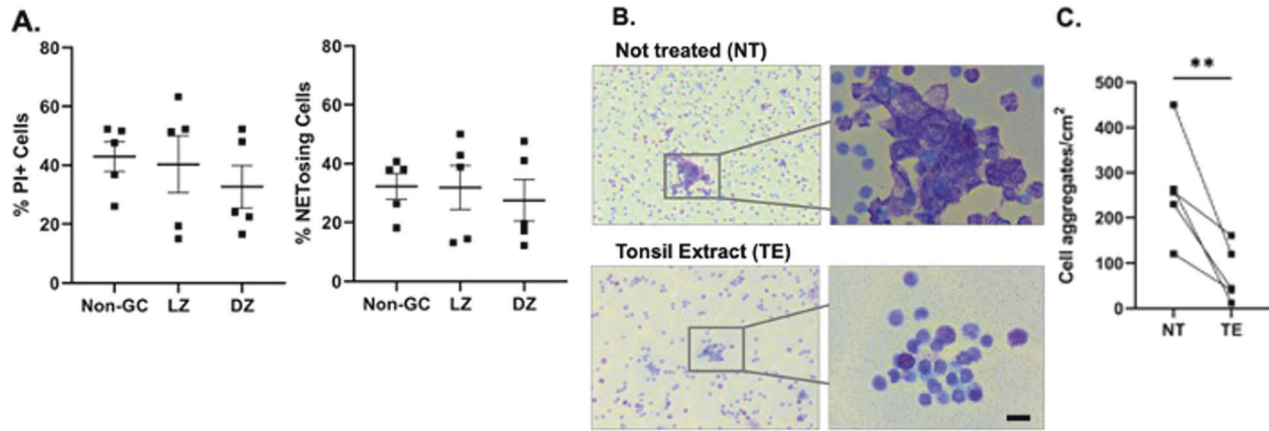 A.
% PI+ Cells
80
60
40
20
0
Non-GC LZ DZ
% NETosing Cells
80
60
40
20
0
Non-GC LZ DZ
B.
Not treated (NT)
Tonsil Extract (TE)
C.
**
Cell aggregates/cm²
500
400
300
200
100
0
NT TE